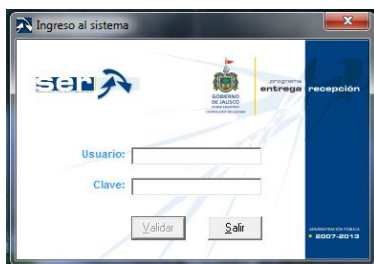 Ingreso al sistema
ser
GOBIERNO
DE JALISCO
programa
entrega recepción
Usuario:
Clave:
Validar
Salir
ADMINISTRACIÓN PÚBLICA
2007-2013